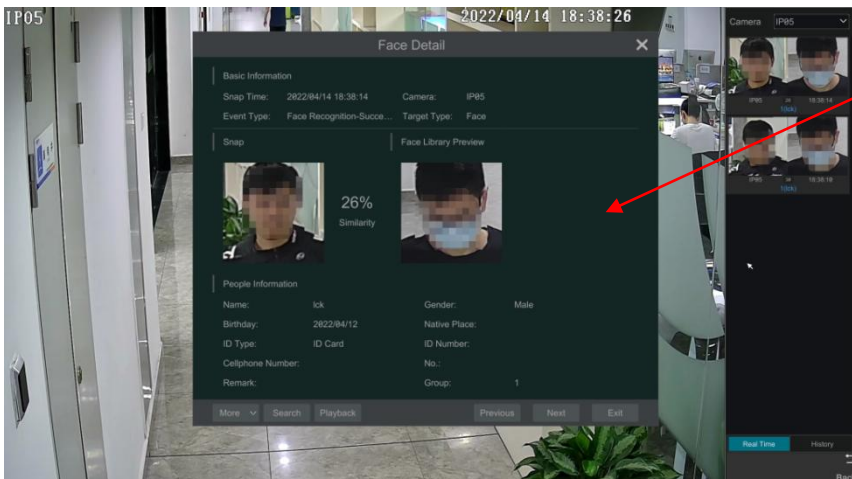 IP05
2022/04/14 18:38:26
Camera IP05
Face Detail
Basic Information
Snap Time: 2022/04/14 18:38:14 Camera: IP05
Event Type: Face Recognition-Succe... Target Type: Face
Snap
Face Library Preview
26%
Similarity
People Information
Name: lck Gender: Male
Birthday: 2022/04/12 Native Place:
ID Type: ID Card ID Number:
Cellphone Number: No.:
Remark: Group: 1
More Search Playback Previous Next Exit
IP05 18:38:14
1(lck)
IP05 18:38:18
1(lck)
Real Time History